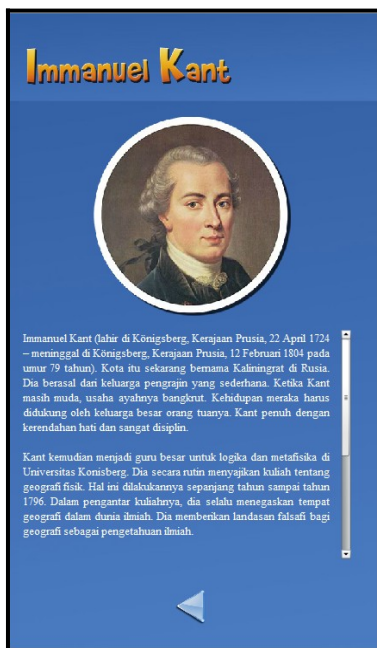 Immanuel Kant
Immanuel Kant (lahir di Königsberg, Kerajaan Prusia, 22 April 1724
– meninggal di Königsberg, Kerajaan Prusia, 12 Februari 1804 pada
umur 79 tahun). Kota itu sekarang bernama Kaliningrat di Rusia.
Dia berasal dari keluarga pengrajin yang sederhana. Ketika Kant
masih muda, usaha ayahnya bangkrut. Kehidupan meraka harus
didukung oleh keluarga besar orang tuanya. Kant penuh dengan
kerendahan hati dan sangat disiplin.
Kant kemudian menjadi guru besar untuk logika dan metafisika di
Universitas Konisberg. Dia secara rutin menyajikan kuliah tentang
geografi fisik. Hal ini dilakukannya sepanjang tahun sampai tahun
1796. Dalam pengantar kuliahnya, dia selalu menegaskan tempat
geografi dalam dunia ilmiah. Dia memberikan landasan falsafi bagi
geografi sebagai pengetahuan ilmiah.